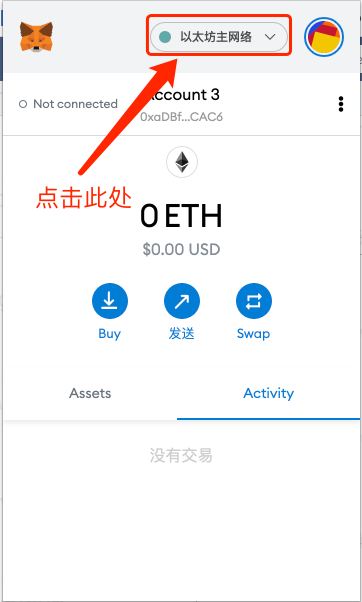 以太坊主网络
Not connected
Account 3
0xaDBf...CAC6
点击此处
0 ETH
$0.00 USD
Buy
发送
Swap
Assets
Activity
没有交易